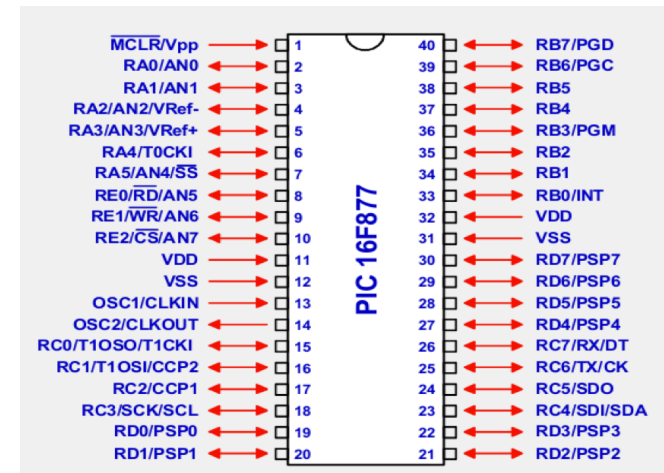 MCLR/Vpp 1 40 RB7/PGD
RA0/AN0 2 39 RB6/PGC
RA1/AN1 3 38 RB5
RA2/AN2/VRef- 4 37 RB4
RA3/AN3/VRef+ 5 36 RB3/PGM
RA4/T0CKI 6 35 RB2
RA5/AN4/SS 7 34 RB1
RE0/RD/AN5 8 33 RB0/INT
RE1/WR/AN6 9 32 VDD
RE2/CS/AN7 10 31 VSS
VDD 11 30 RD7/PSP7
VSS 12 29 RD6/PSP6
OSC1/CLKIN 13 28 RD5/PSP5
OSC2/CLKOUT 14 27 RD4/PSP4
RC0/T1OSO/T1CKI 15 26 RC7/RX/DT
RC1/T1OSI/CCP2 16 25 RC6/TX/CK
RC2/CCP1 17 24 RC5/SDO
RC3/SCK/SCL 18 23 RC4/SDI/SDA
RD0/PSP0 19 22 RD3/PSP3
RD1/PSP1 20 21 RD2/PSP2
PIC 16F877